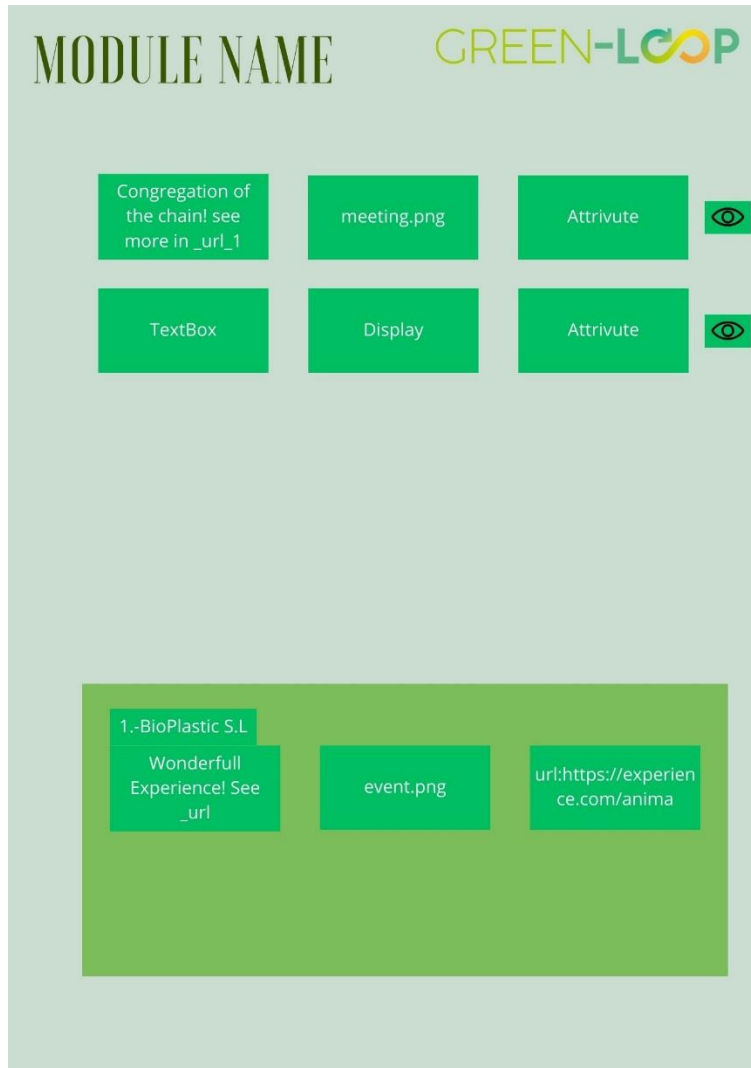 MODULE NAME
GREEN-LOOP
Congregation of
the chain! see
more in _url_1
meeting.png
Attrivute
TextBox
Display
Attrivute
1.-BioPlastic S.L
Wonderfull
Experience! See
_url
event.png
url:https://experien
ce.com/anima